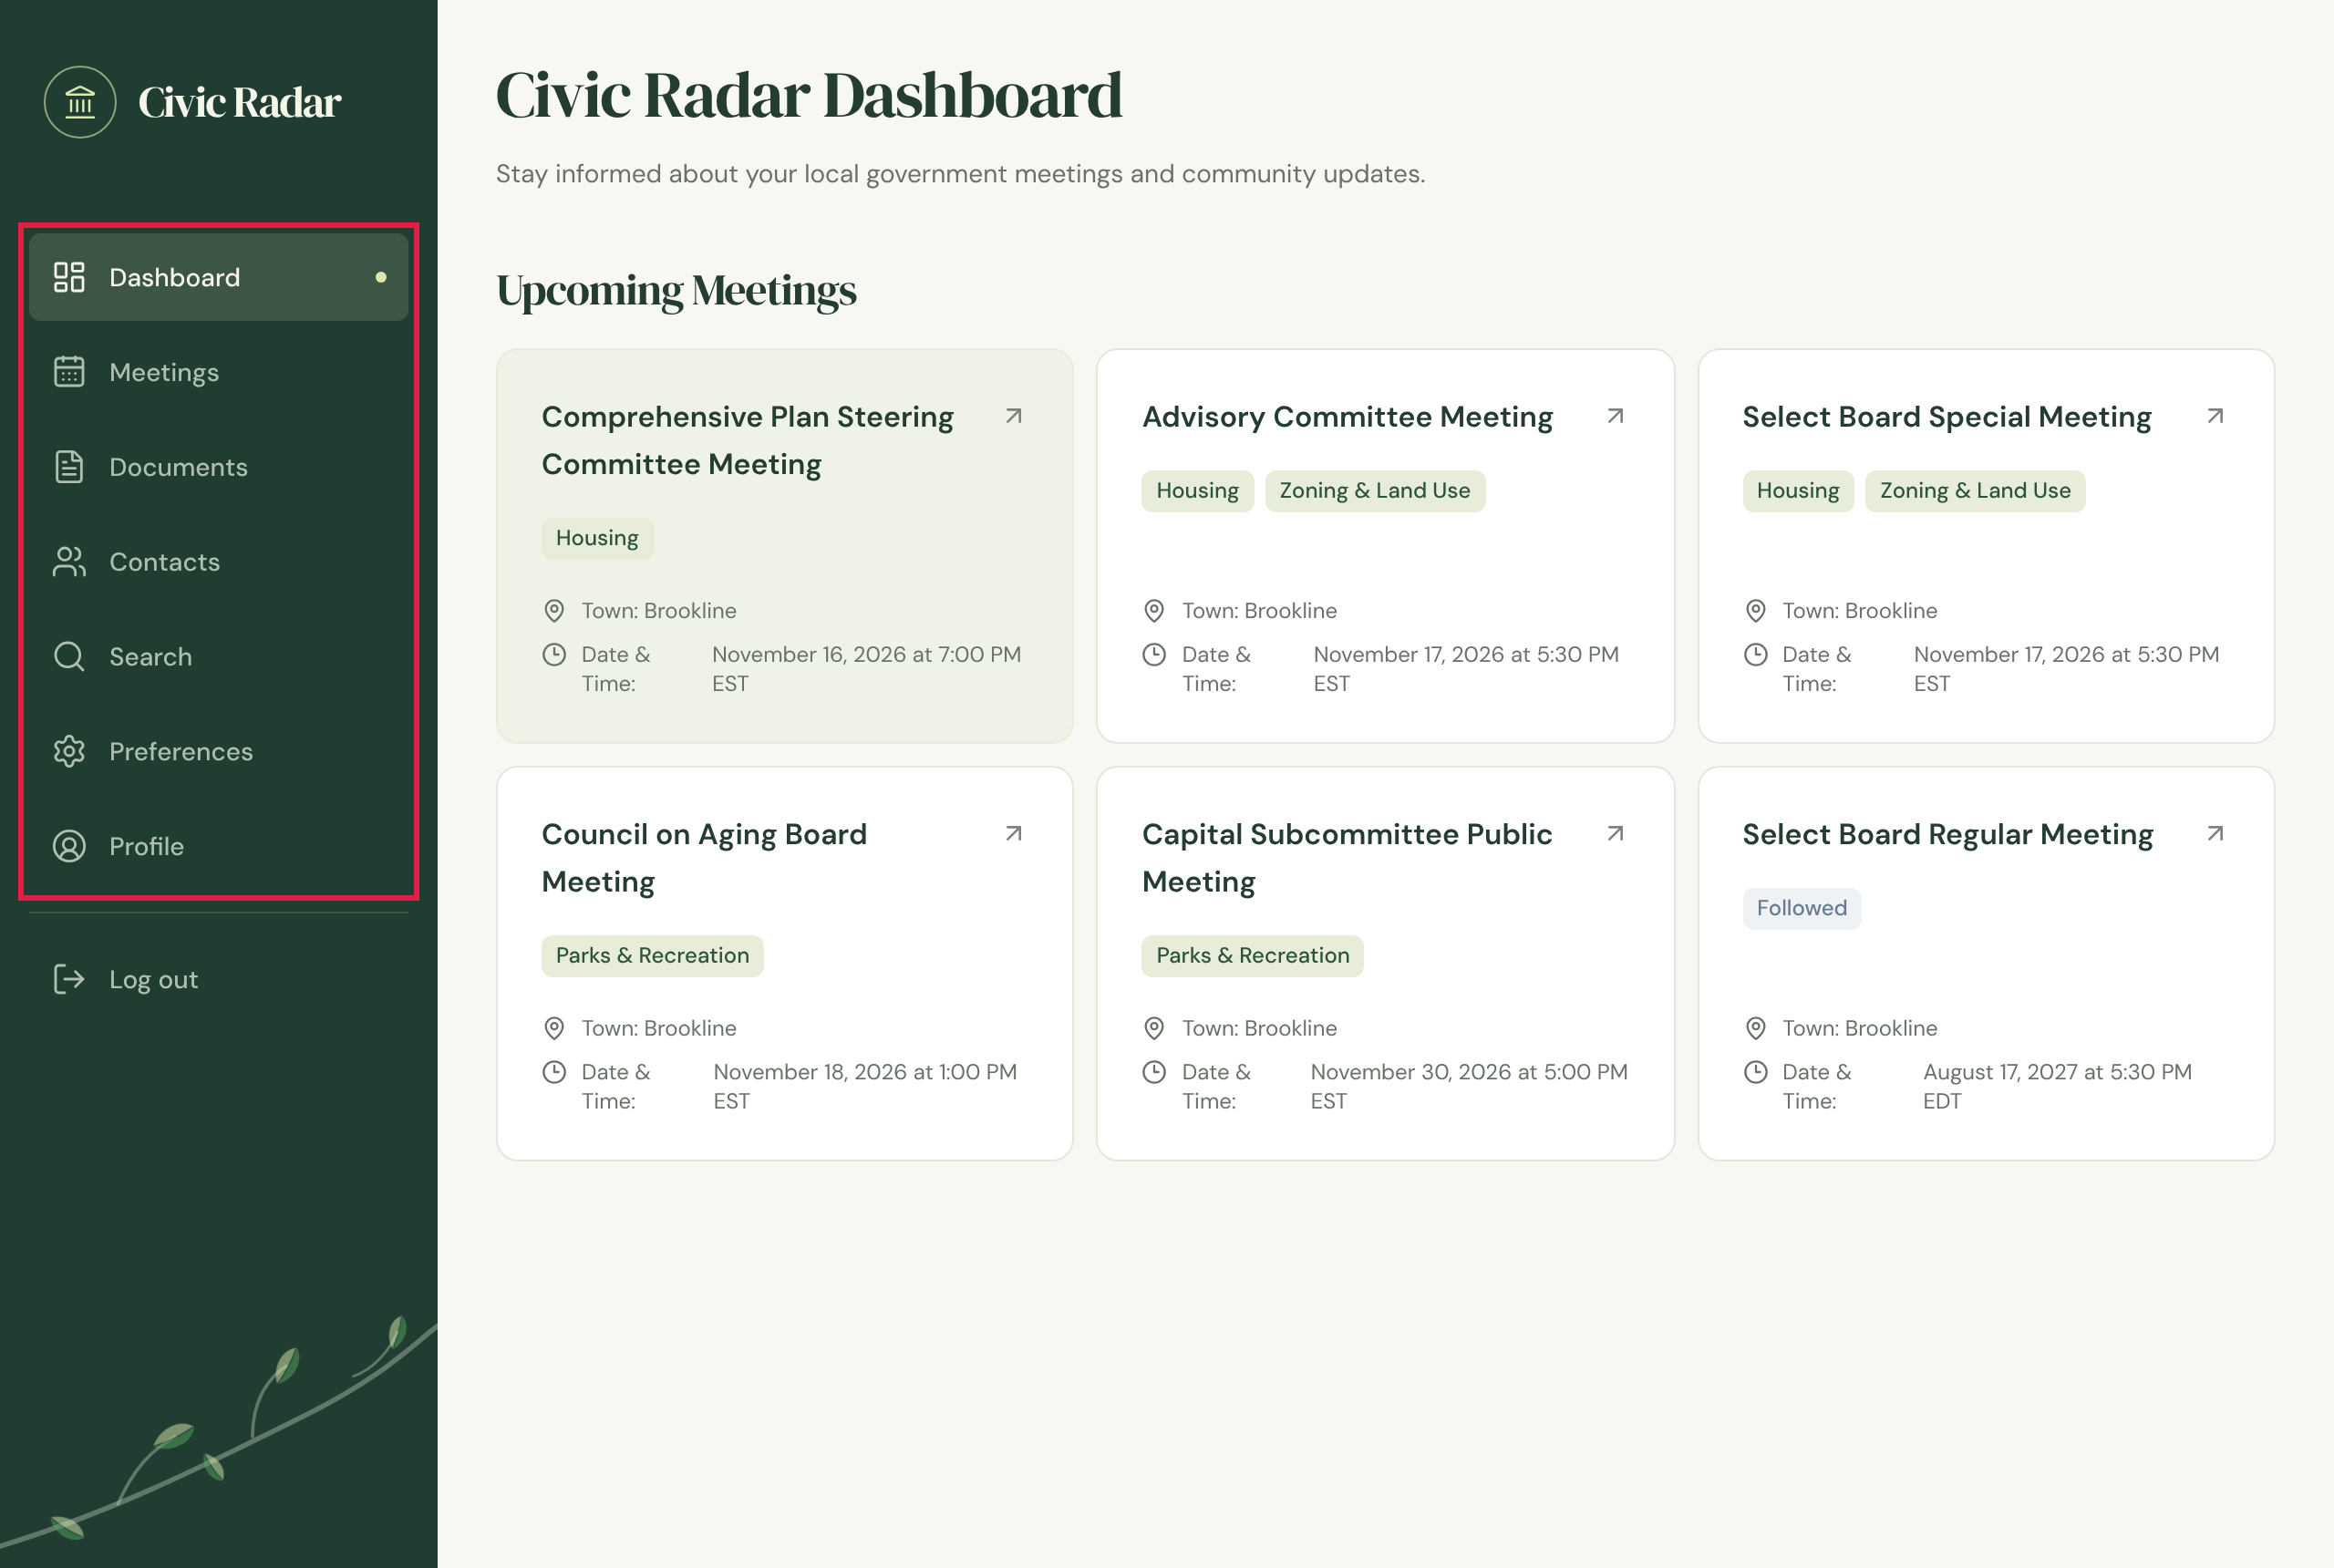 Civic Radar
Dashboard
Meetings
Documents
Contacts
Search
Preferences
Profile
Log out
Civic Radar Dashboard
Stay informed about your local government meetings and community updates.
Upcoming Meetings
Comprehensive Plan Steering
Committee Meeting
Housing
Town: Brookline
Date & Time: November 16, 2026 at 7:00 PM EST
Advisory Committee Meeting
Housing
Zoning & Land Use
Town: Brookline
Date & Time: November 17, 2026 at 5:30 PM EST
Select Board Special Meeting
Housing
Zoning & Land Use
Town: Brookline
Date & Time: November 17, 2026 at 5:30 PM EST
Council on Aging Board
Meeting
Parks & Recreation
Town: Brookline
Date & Time: November 18, 2026 at 1:00 PM EST
Capital Subcommittee Public
Meeting
Parks & Recreation
Town: Brookline
Date & Time: November 30, 2026 at 5:00 PM EST
Select Board Regular Meeting
Followed
Town: Brookline
Date & Time: August 17, 2027 at 5:30 PM EDT